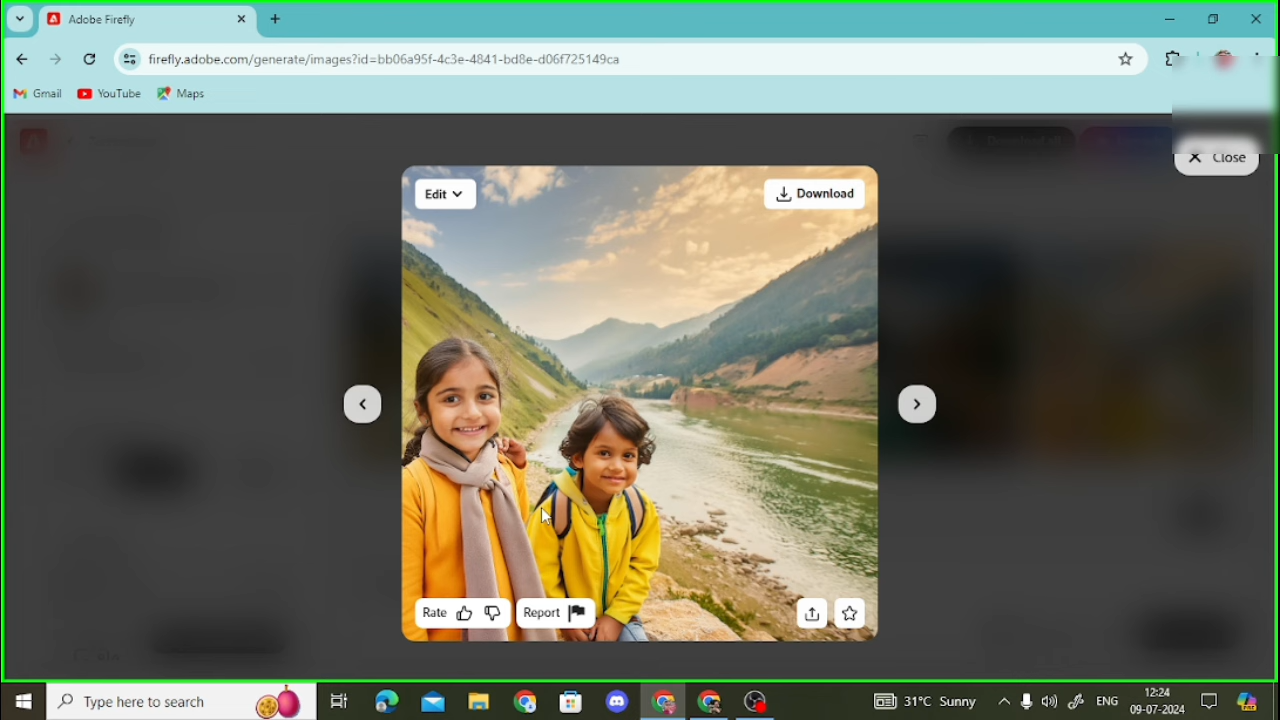 Adobe Firefly
firefly.adobe.com/generate/images?id=bb06a95f-4c3e-4841-bd8e-d06f725149ca
Gmail YouTube Maps
Close
Edit Download
Rate Report
Type here to search 31°C Sunny ENG 12:24
09-07-2024